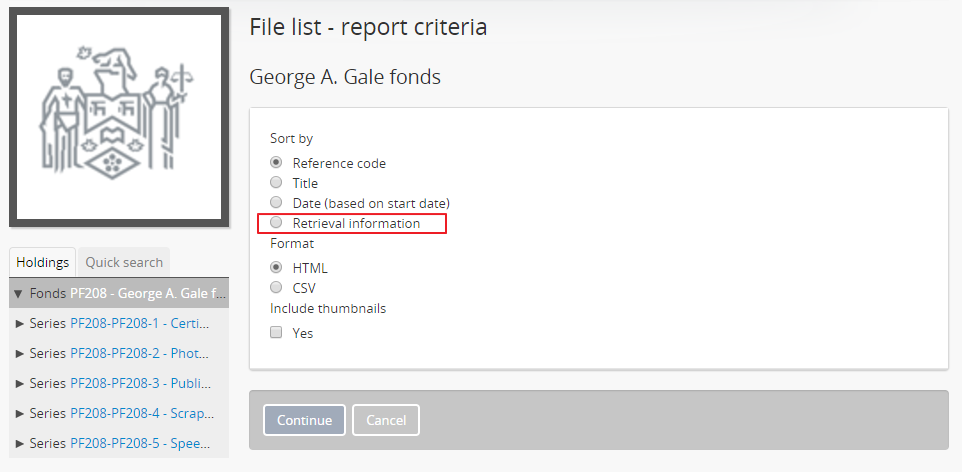 File list - report criteria
George A. Gale fonds
Sort by
Reference code
Title
Date (based on start date)
Retrieval information
Format
HTML
CSV
Include thumbnails
Yes
Continue Cancel
Holdings Quick search
▼ Fonds PF208 - George A. Gale f...
► Series PF208-PF208-1 - Certi...
► Series PF208-PF208-2 - Phot...
► Series PF208-PF208-3 - Publi...
► Series PF208-PF208-4 - Scrap...
► Series PF208-PF208-5 - Spee...